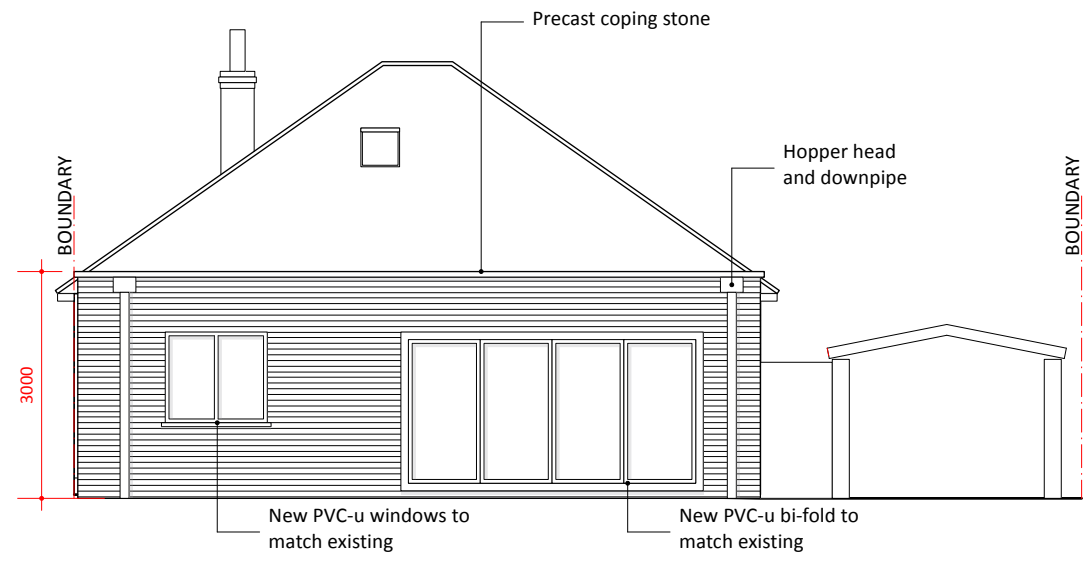 Precast coping stone
Hopper head
and downpipe
BOUNDARY
BOUNDARY
3000
New PVC-u windows to
match existing
New PVC-u bi-fold to
match existing